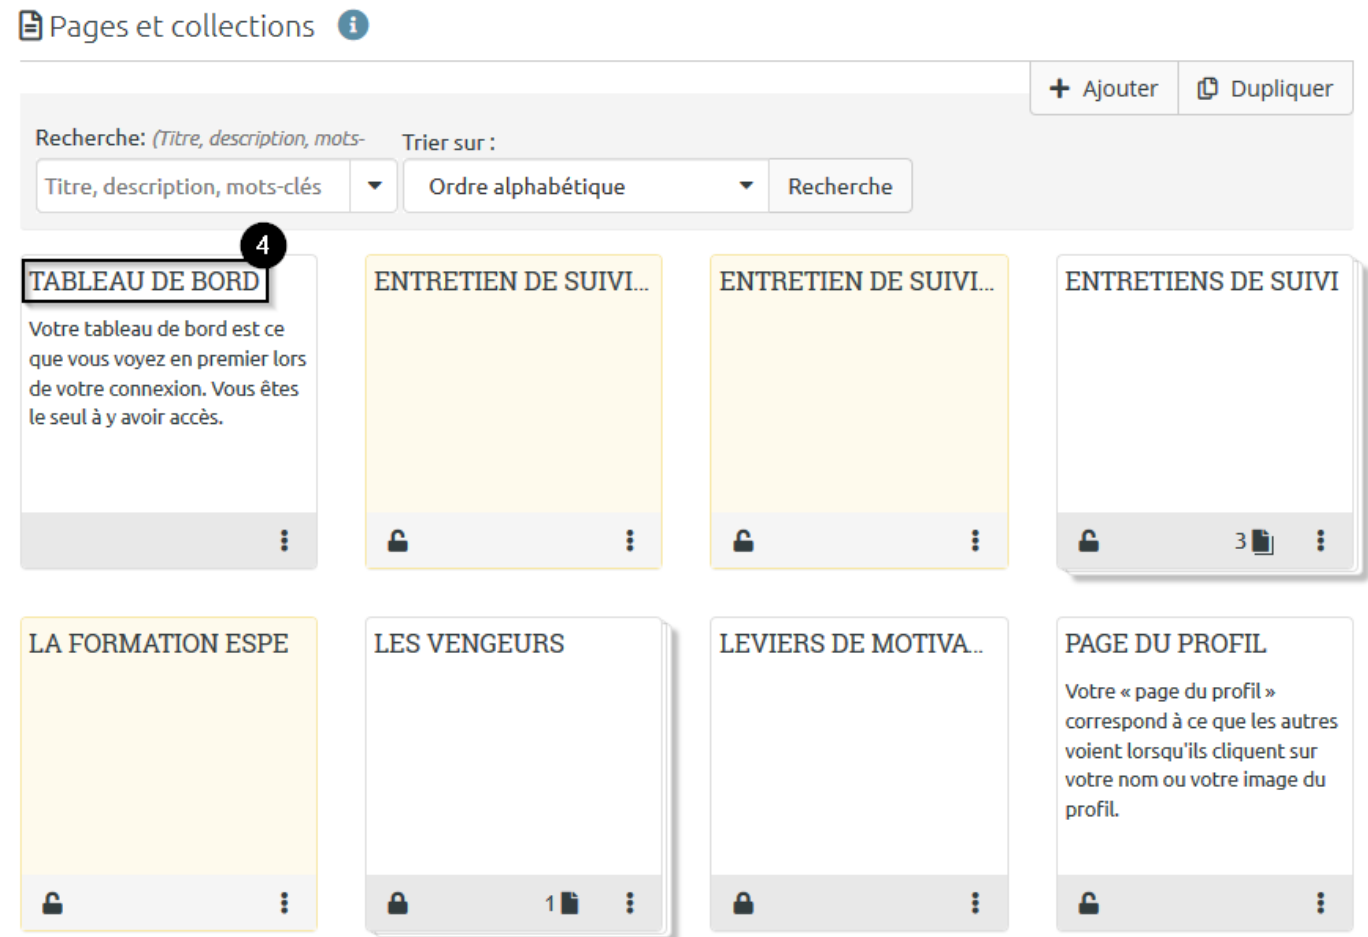 Pages et collections
+ Ajouter
Dupliquer
Recherche: (Titre, description, mots-
Trier sur :
Titre, description, mots-clés
Ordre alphabétique
Recherche
4
TABLEAU DE BORD
Votre tableau de bord est ce
que vous voyez en premier lors
de votre connexion. Vous êtes
le seul à y avoir accès.
ENTRETIEN DE SUIVI...
ENTRETIEN DE SUIVI...
ENTRETIENS DE SUIVI
3
LA FORMATION ESPE
LES VENGEURS
1
LEVIERS DE MOTIVA...
PAGE DU PROFIL
Votre « page du profil »
correspond à ce que les autres
voient lorsqu'ils cliquent sur
votre nom ou votre image du
profil.